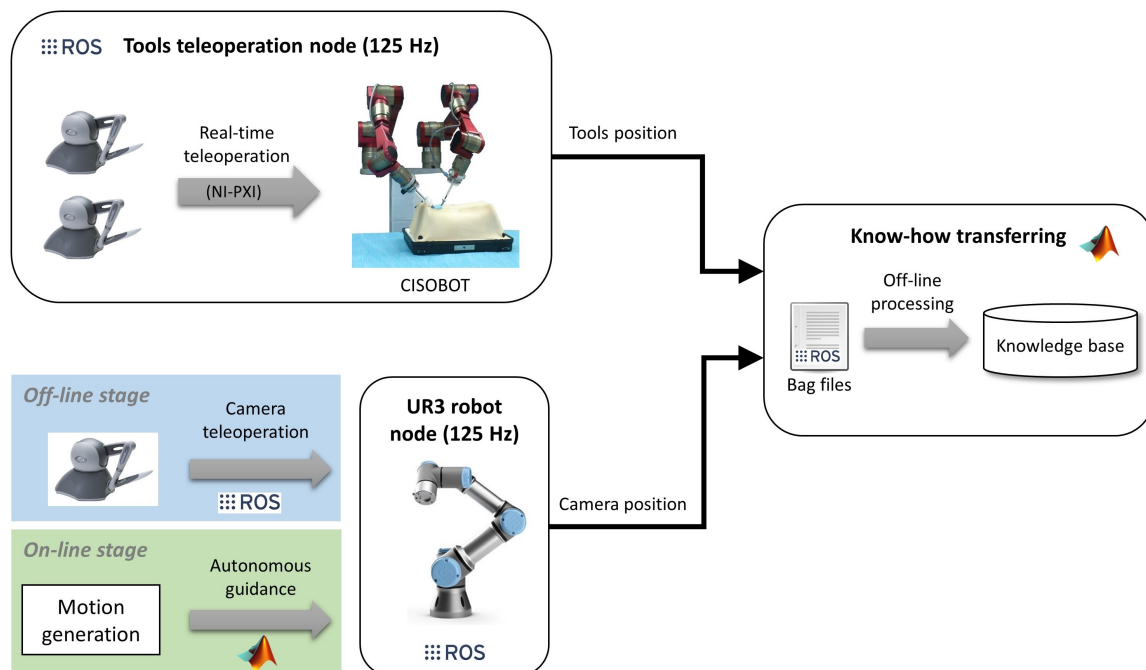 ROS
Tools teleoperation node (125 Hz)
Real-time
teleoperation
(NI-PXI)
CISOBOT
Tools position
Know-how transferring
Off-line
processing
ROS
Bag files
Knowledge base
Off-line stage
Camera
teleoperation
ROS
On-line stage
Autonomous
guidance
Motion
generation
UR3 robot
node (125 Hz)
ROS
Camera position